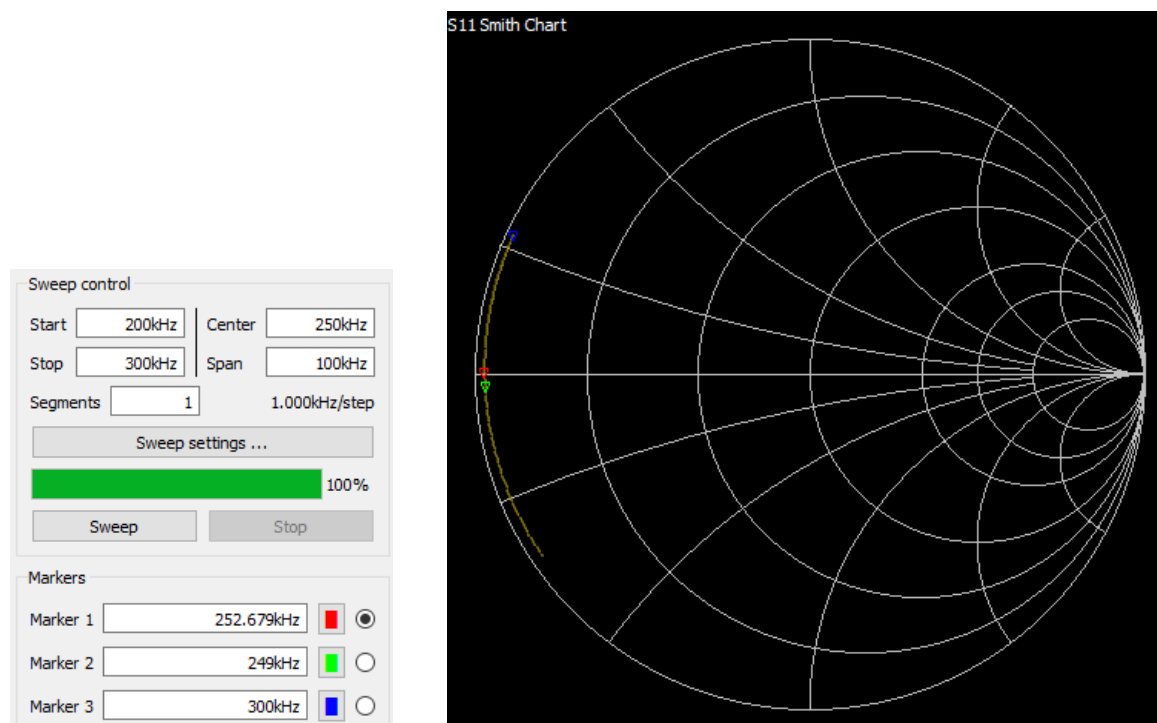 S11 Smith Chart
Sweep control
Start 200kHz Center 250kHz
Stop 300kHz Span 100kHz
Segments 1 1.000kHz/step
Sweep settings ...
100%
Sweep Stop
Markers
Marker 1 252.679kHz
Marker 2 249kHz
Marker 3 300kHz